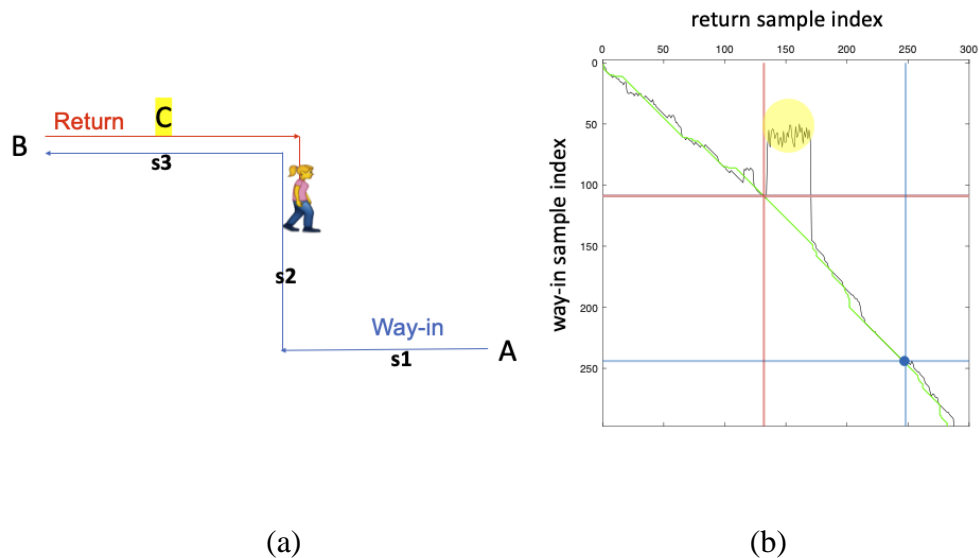 return sample index
0 50 100 150 200 250 300
0
50
100
150
200
250
way-in sample index
C
Return
B
s3
s2
Way-in
s1
A
(a)
(b)